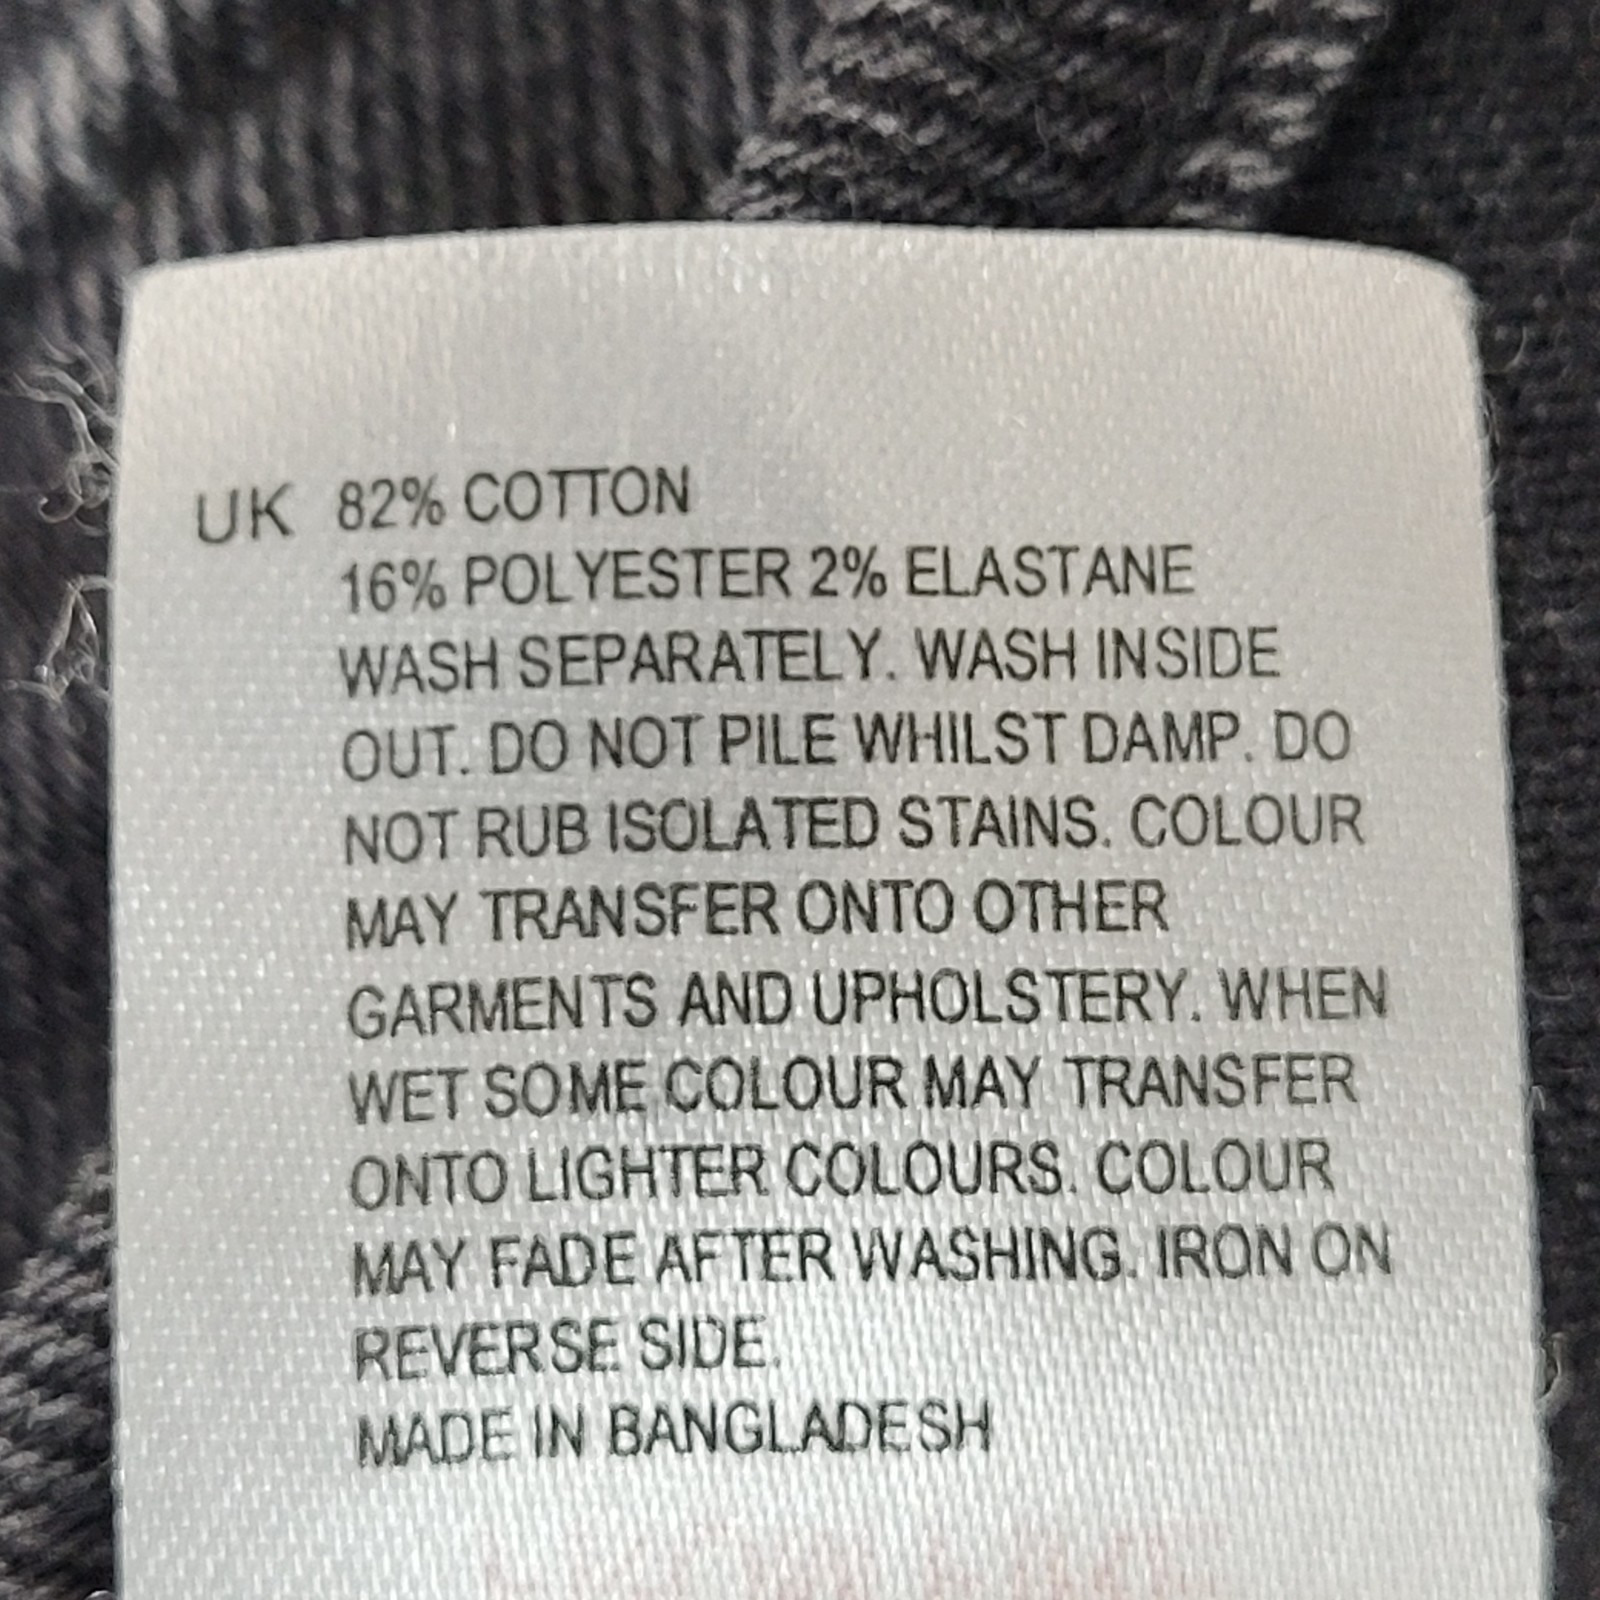 UK 82% COTTON
16% POLYESTER 2% ELASTANE
WASH SEPARATELY. WASH INSIDE
OUT. DO NOT PILE WHILST DAMP. DO
NOT RUB ISOLATED STAINS. COLOUR
MAY TRANSFER ONTO OTHER
GARMENTS AND UPHOLSTERY. WHEN
WET SOME COLOUR MAY TRANSFER
ONTO LIGHTER COLOURS. COLOUR
MAY FADE AFTER WASHING. IRON ON
REVERSE SIDE.
MADE IN BANGLADESH